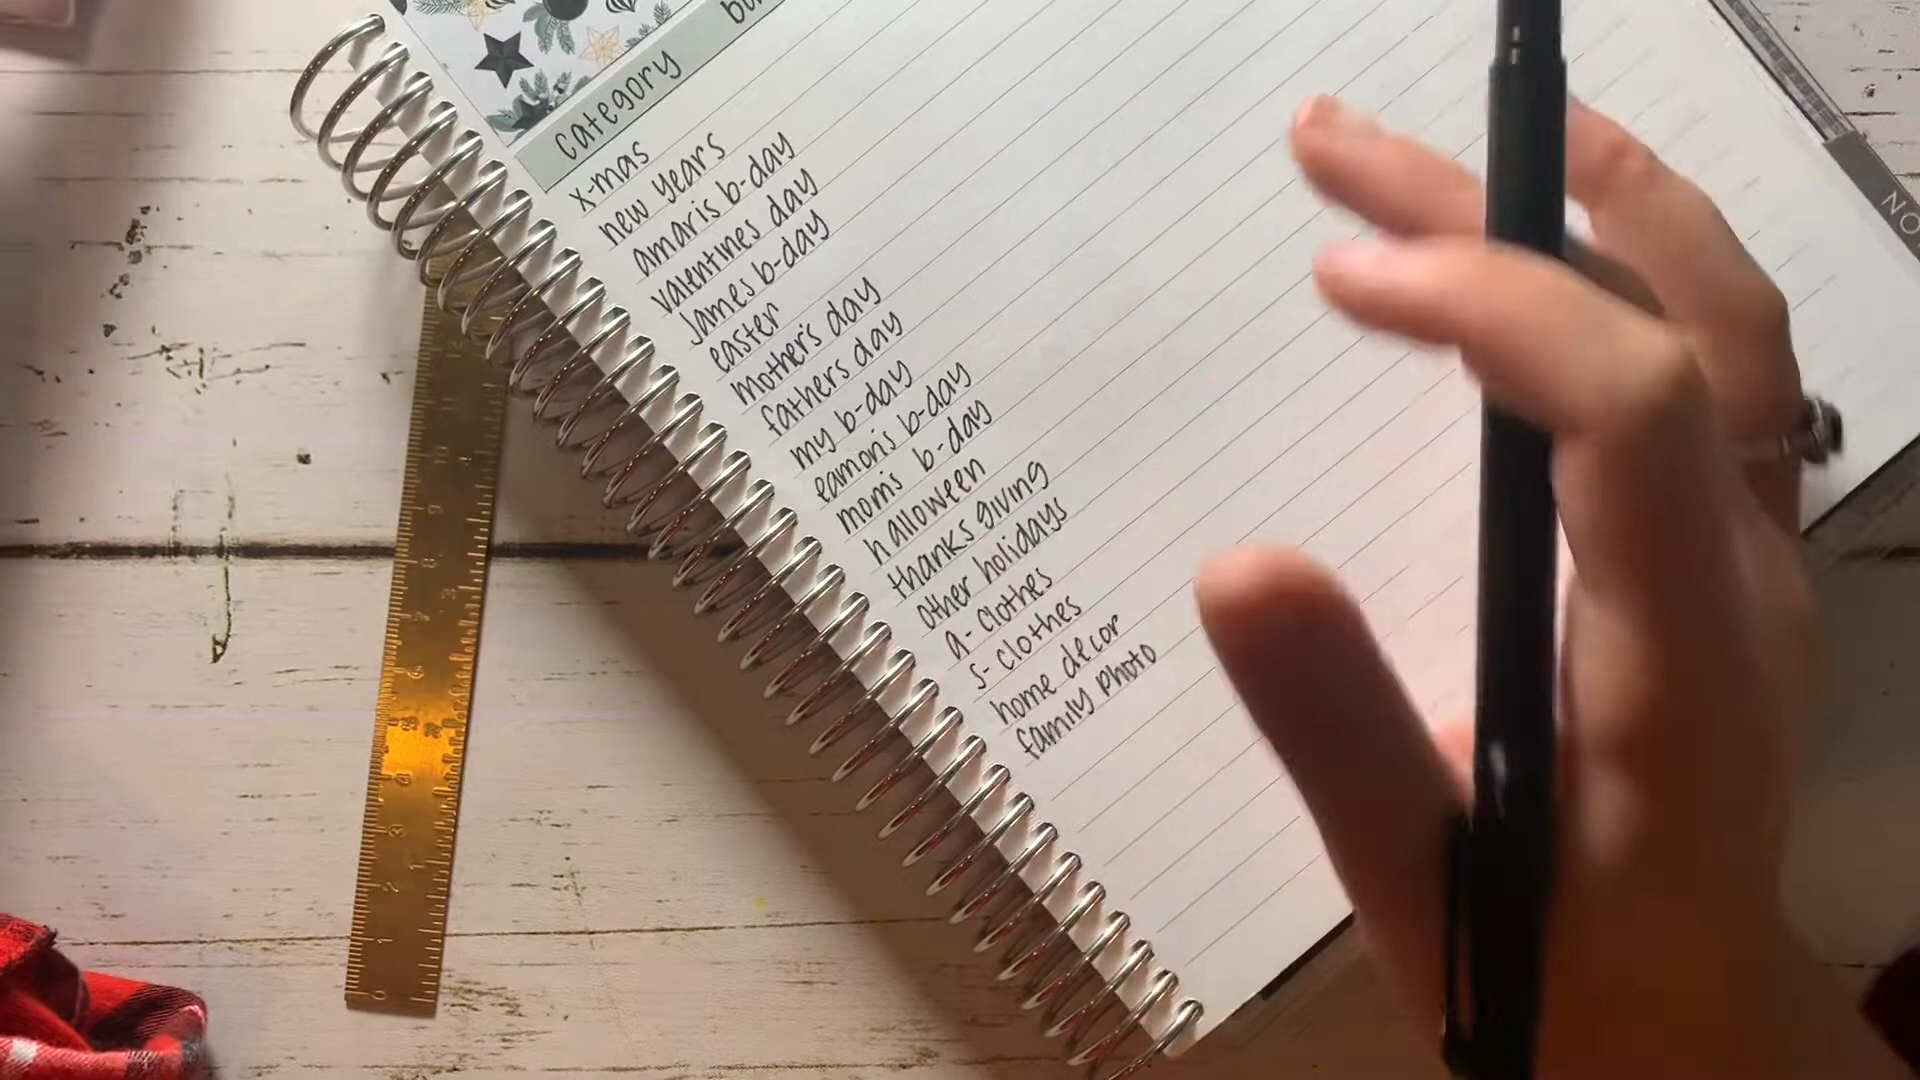 category
x-mas
new years
amaris b-day
valentines day
James b-day
easter
mother's day
fathers day
my b-day
eamon's b-day
mom's b-day
halloween
thanks giving
other holidays
a- clothes
s- clothes
home decor
family photo